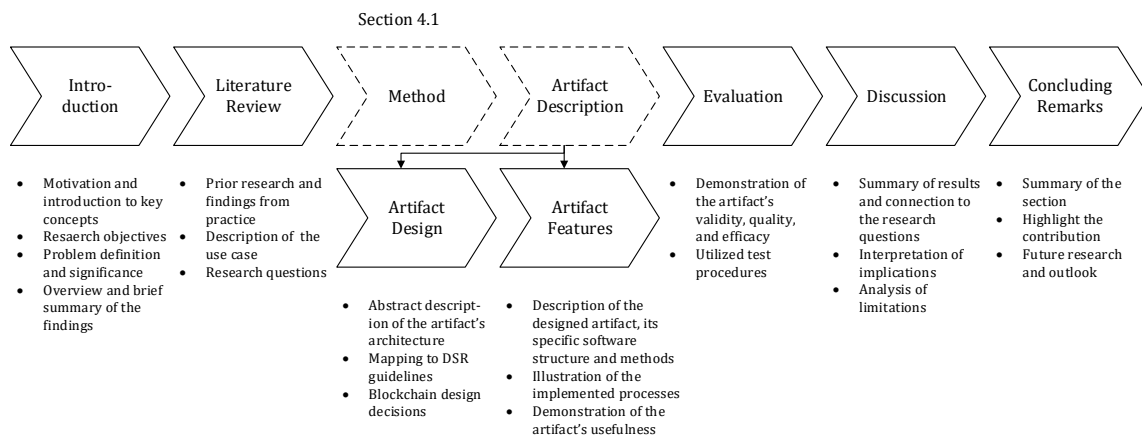 Section 4.1
Intro-
duction
Literature
Review
Method
Artifact
Description
Evaluation
Discussion
Concluding
Remarks
Artifact
Design
Artifact
Features
• Motivation and
introduction to key
concepts
• Resaerch objectives
• Problem definition
and significance
• Overview and brief
summary of the
findings
• Prior research and
findings from
practice
• Description of the
use case
• Research questions
• Abstract descript-
ion of the artifact's
architecture
• Mapping to DSR
guidelines
• Blockchain design
decisions
• Description of the
designed artifact, its
specific software
structure and methods
• Illustration of the
implemented processes
• Demonstration of the
artifact's usefulness
• Demonstration of
the artifact's
validity, quality,
and efficacy
• Utilized test
procedures
• Summary of results
and connection to
the research
questions
• Interpretation of
implications
• Analysis of
limitations
• Summary of the
section
• Highlight the
contribution
• Future research
and outlook